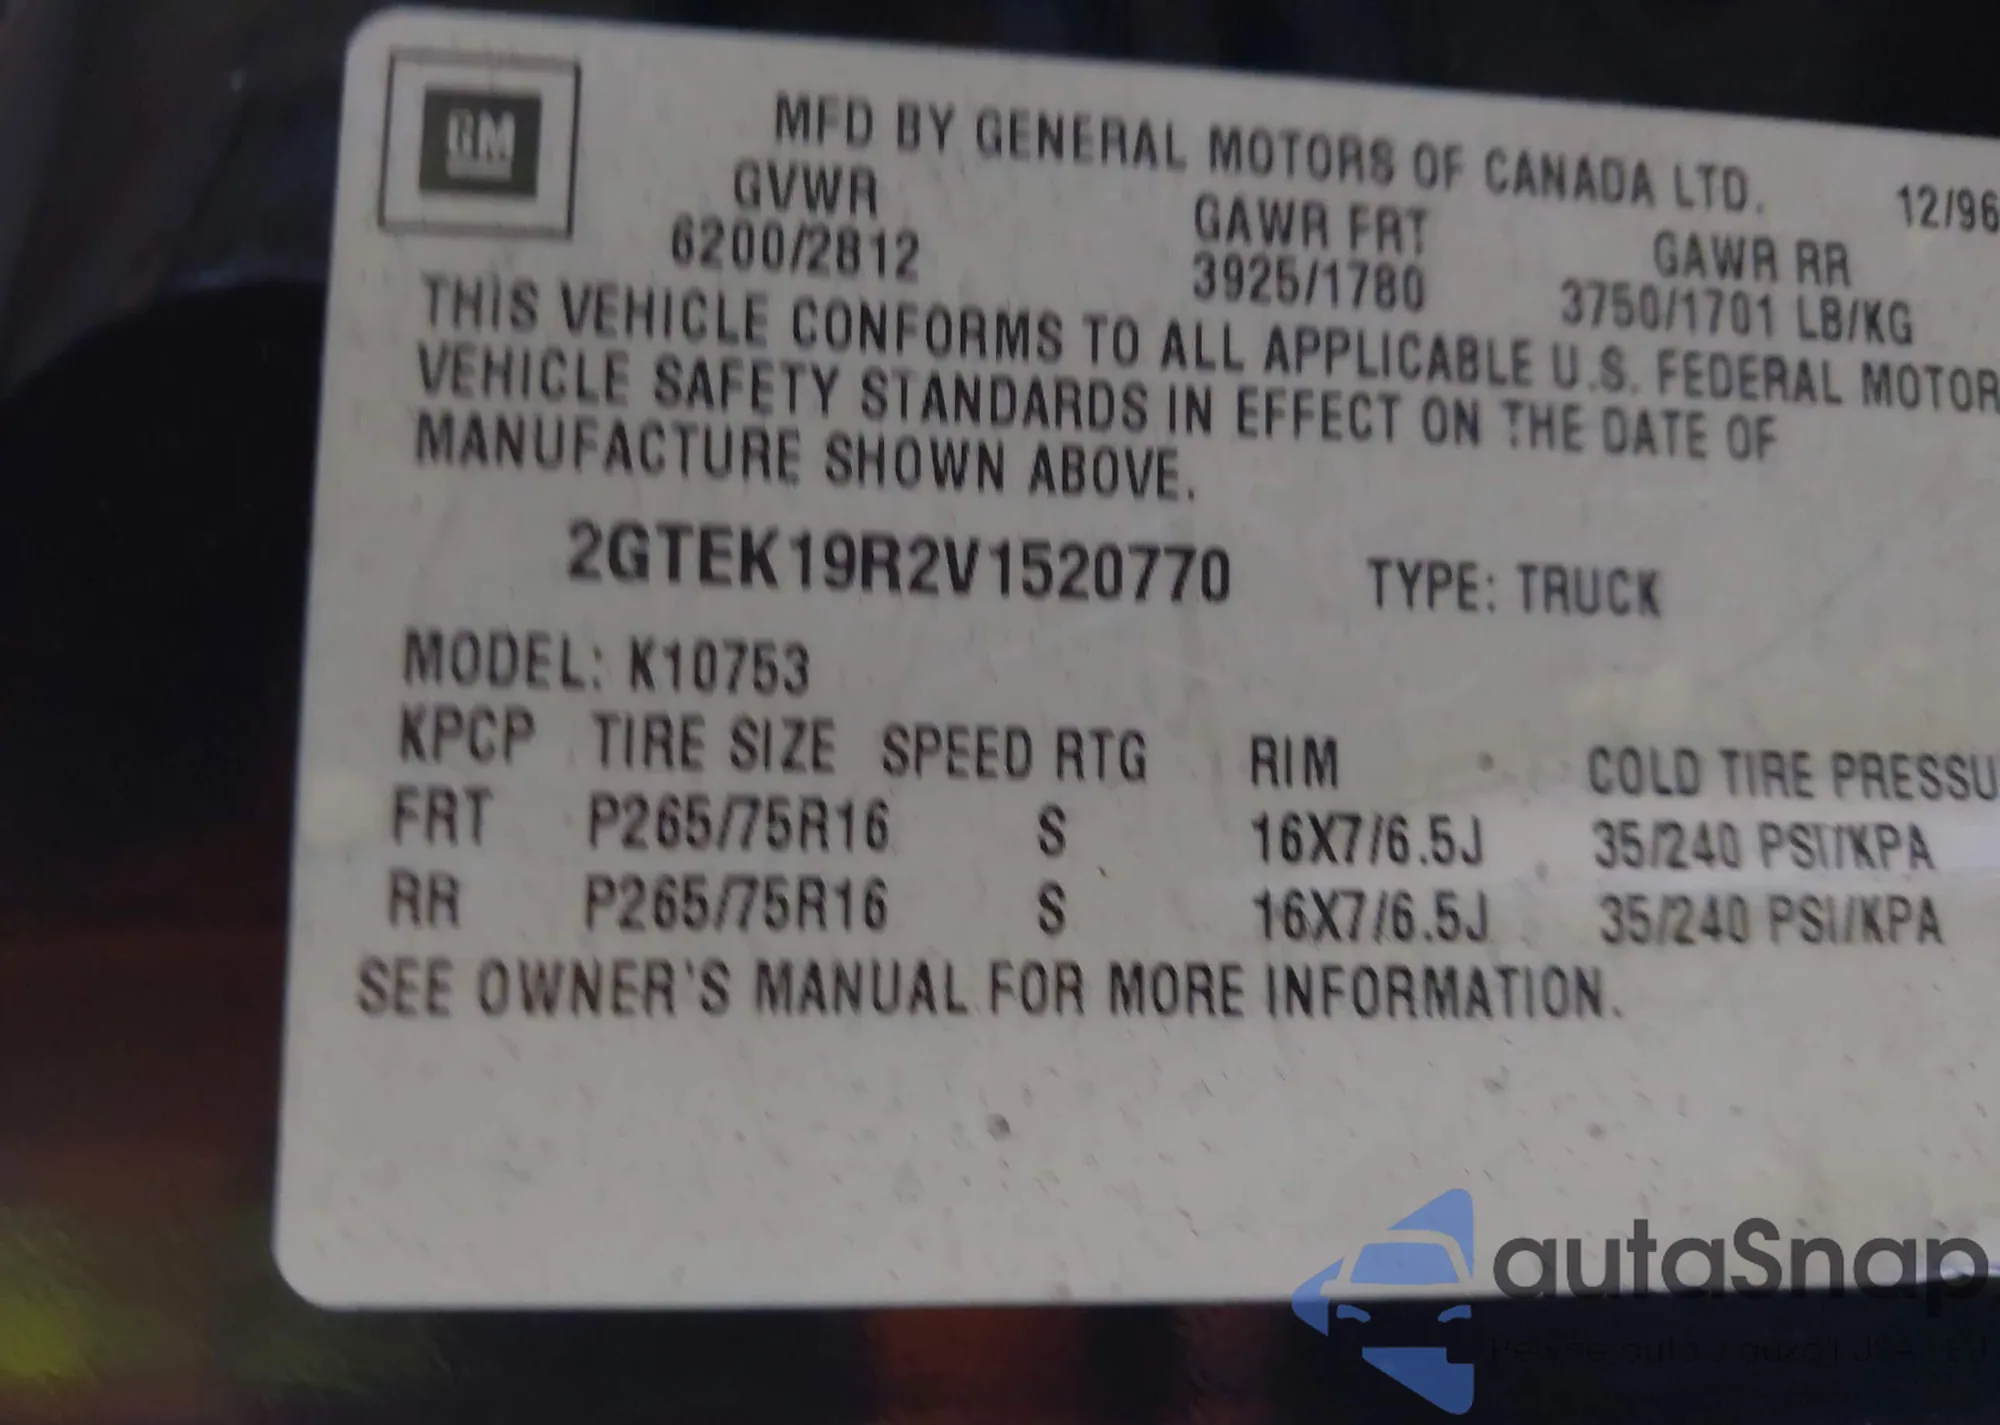 GM
MFD BY GENERAL MOTORS OF CANADA LTD. 12/96
GVWR GAWR FRT GAWR RR
6200/2812 3925/1780 3750/1701 LB/KG
THIS VEHICLE CONFORMS TO ALL APPLICABLE U.S. FEDERAL MOTOR
VEHICLE SAFETY STANDARDS IN EFFECT ON THE DATE OF
MANUFACTURE SHOWN ABOVE.
2GTEK19R2V1520770 TYPE: TRUCK
MODEL: K10753
KPCP TIRE SIZE SPEED RTG RIM COLD TIRE PRESSU
FRT P265/75R16 S 16X7/6.5J 35/240 PSI/KPA
RR P265/75R16 S 16X7/6.5J 35/240 PSI/KPA
SEE OWNER'S MANUAL FOR MORE INFORMATION.
autaSnap